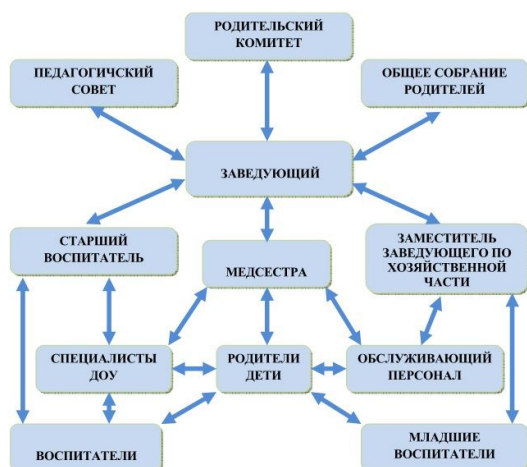 РОДИТЕЛЬСКИЙ
КОМИТЕТ
ПЕДАГОГИЧСКИЙ
СОВЕТ
ОБЩЕЕ СОБРАНИЕ
РОДИТЕЛЕЙ
ЗАВЕДУЮЩИЙ
СТАРШИЙ
ВОСПИТАТЕЛЬ
МЕДСЕСТРА
ЗАМЕСТИТЕЛЬ
ЗАВЕДУЮЩЕГО ПО
ХОЗЯЙСТВЕННОЙ
ЧАСТИ
СПЕЦИАЛИСТЫ
ДОУ
РОДИТЕЛИ
ДЕТИ
ОБСЛУЖИВАЮЩИЙ
ПЕРСОНАЛ
ВОСПИТАТЕЛИ
МЛАДШИЕ
ВОСПИТАТЕЛИ